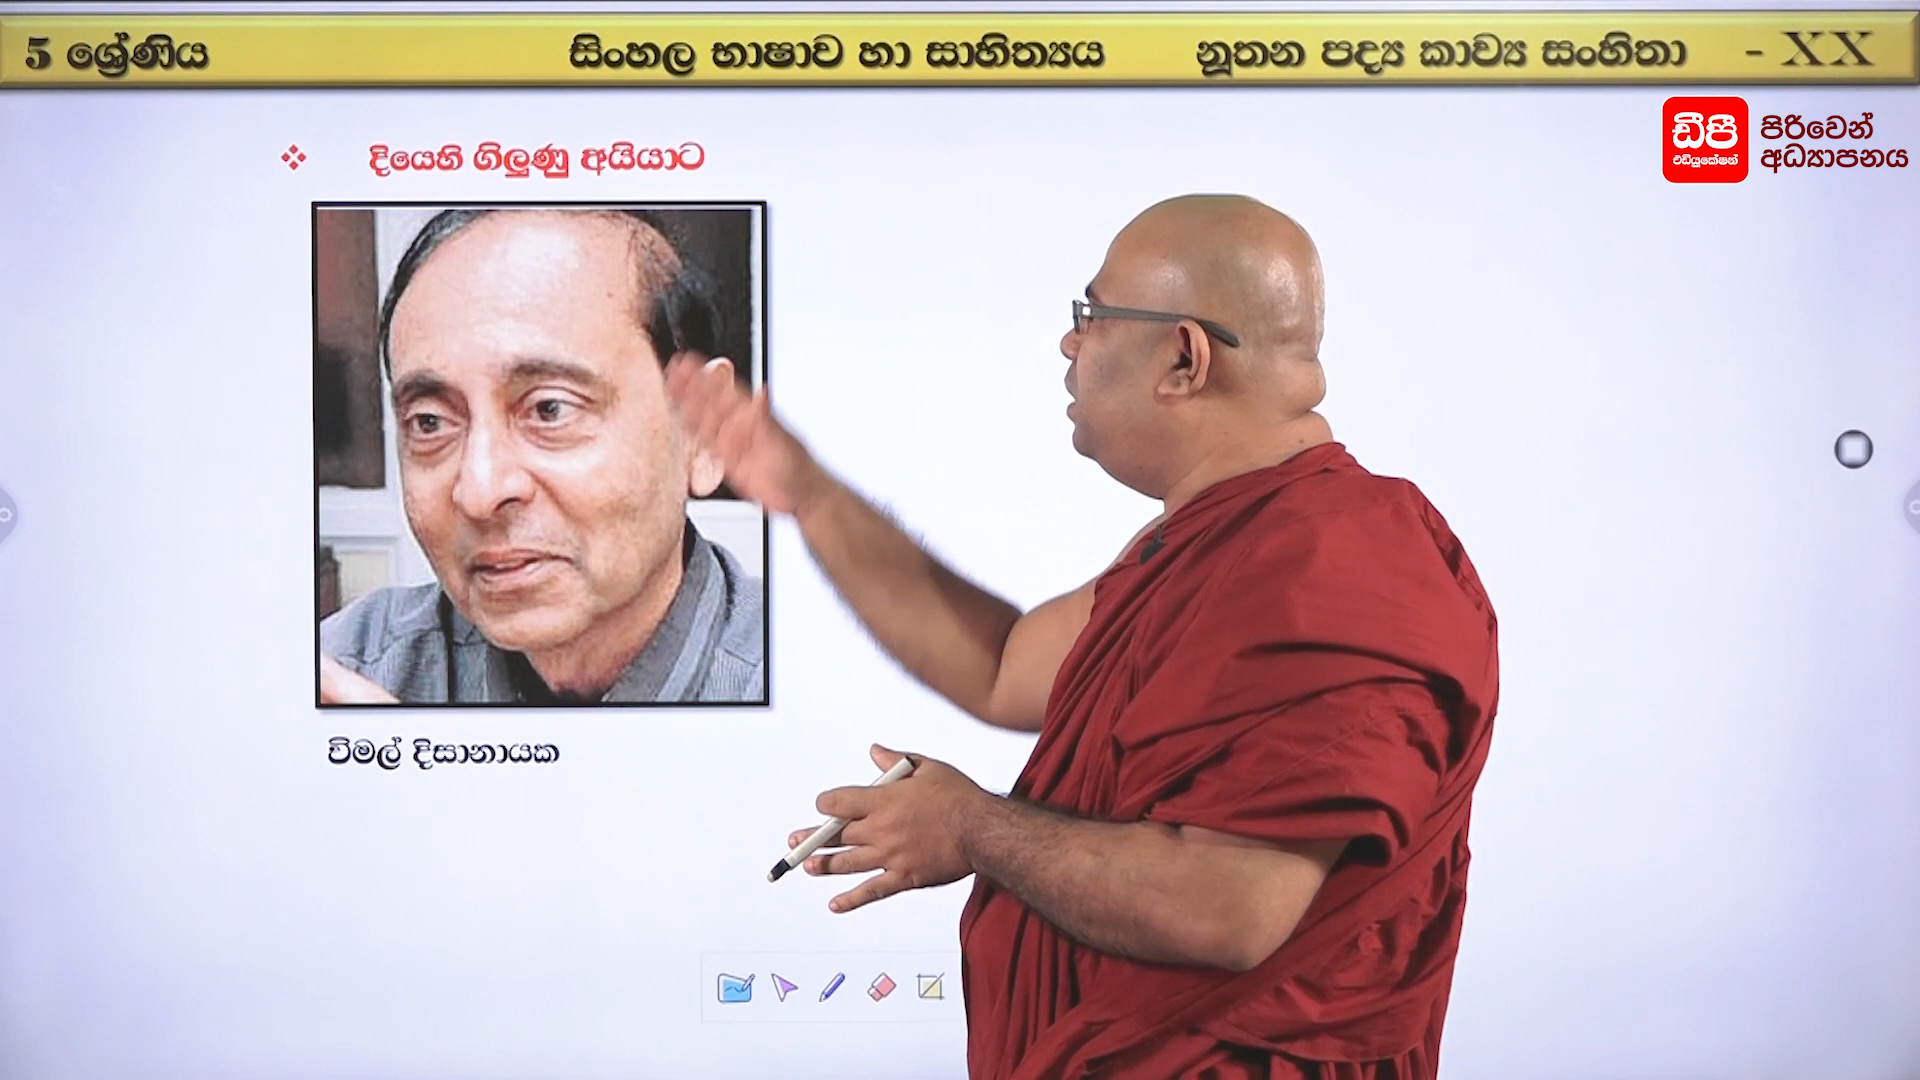 5 ශ්‍රේණිය සිංහල භාෂාව හා සාහිත්‍යය නූතන පද්‍ය කාව්‍ය සංහිතා - XX
ඩීපී
එඩියුකේෂන්
පිරිවෙන්
අධ්‍යාපනය
❖ දියෙහි ගිලුණු අයියාට
විමල් දිසානායක